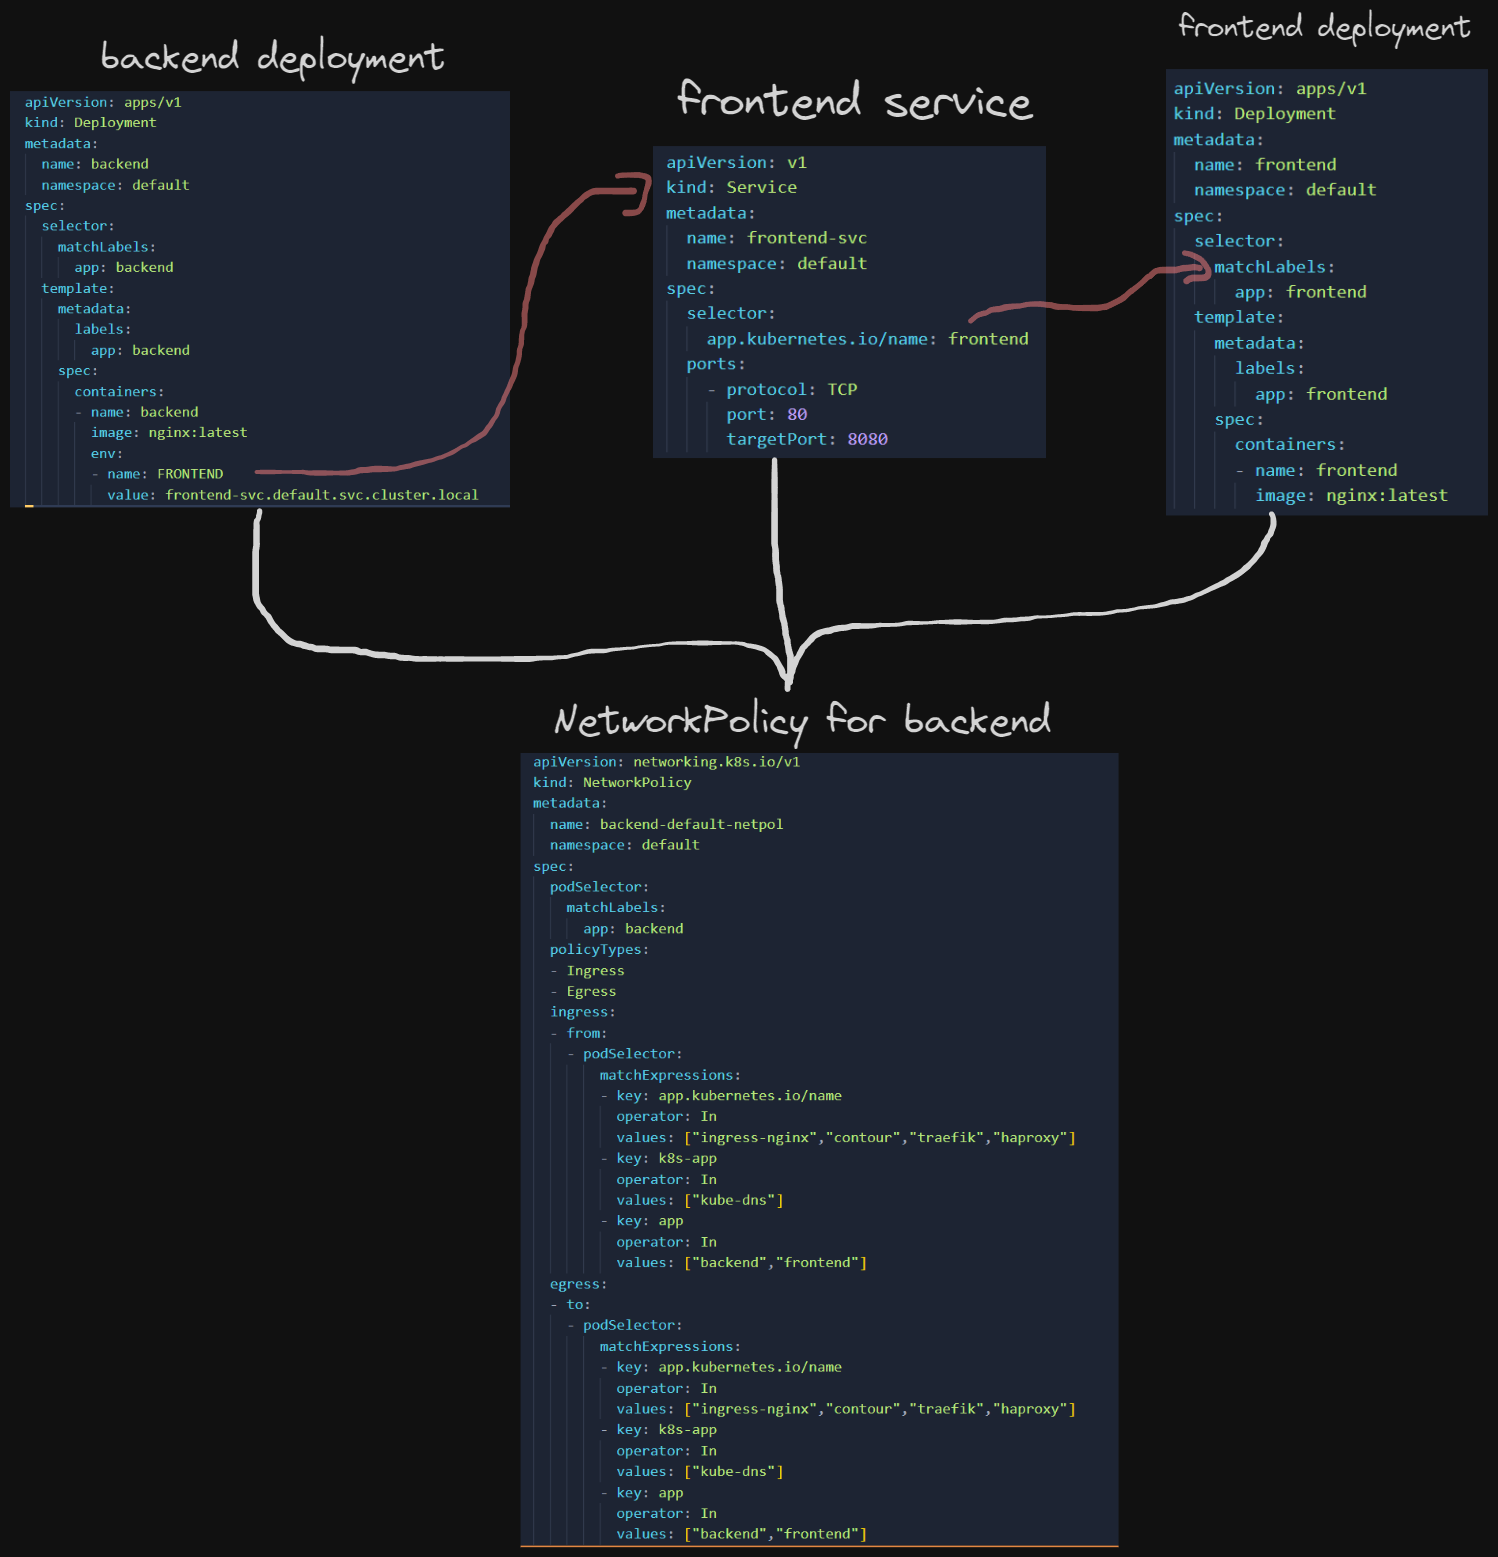 backend deployment
apiVersion: apps/v1
kind: Deployment
metadata:
  name: backend
  namespace: default
spec:
  selector:
    matchLabels:
      app: backend
  template:
    metadata:
      labels:
        app: backend
    spec:
      containers:
      - name: backend
        image: nginx:latest
        env:
        - name: FRONTEND
          value: frontend-svc.default.svc.cluster.local
frontend service
apiVersion: v1
kind: Service
metadata:
  name: frontend-svc
  namespace: default
spec:
  selector:
    app.kubernetes.io/name: frontend
  ports:
    - protocol: TCP
      port: 80
      targetPort: 8080
frontend deployment
apiVersion: apps/v1
kind: Deployment
metadata:
  name: frontend
  namespace: default
spec:
  selector:
    matchLabels:
      app: frontend
  template:
    metadata:
      labels:
        app: frontend
    spec:
      containers:
      - name: frontend
        image: nginx:latest
NetworkPolicy for backend
apiVersion: networking.k8s.io/v1
kind: NetworkPolicy
metadata:
  name: backend-default-netpol
  namespace: default
spec:
  podSelector:
    matchLabels:
      app: backend
  policyTypes:
  - Ingress
  - Egress
  ingress:
  - from:
    - podSelector:
        matchExpressions:
        - key: app.kubernetes.io/name
          operator: In
          values: ["ingress-nginx","contour","traefik","haproxy"]
        - key: k8s-app
          operator: In
          values: ["kube-dns"]
        - key: app
          operator: In
          values: ["backend","frontend"]
  egress:
  - to:
    - podSelector:
        matchExpressions:
        - key: app.kubernetes.io/name
          operator: In
          values: ["ingress-nginx","contour","traefik","haproxy"]
        - key: k8s-app
          operator: In
          values: ["kube-dns"]
        - key: app
          operator: In
          values: ["backend","frontend"]